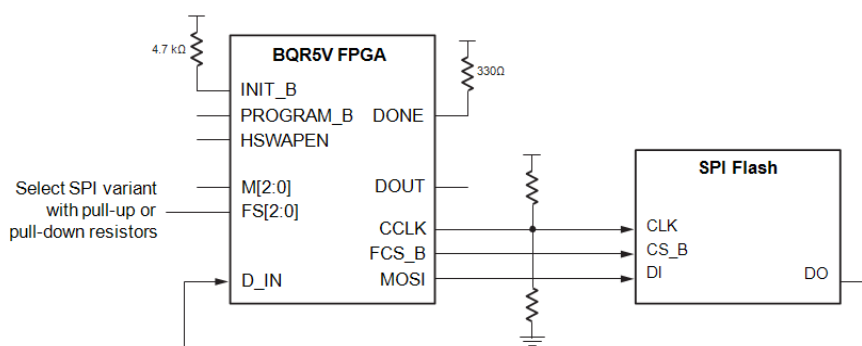 4.7 kΩ
BQR5V FPGA
330Ω
INIT_B
PROGRAM_B
DONE
HSWAPEN
SPI Flash
Select SPI variant
with pull-up or
pull-down resistors
M[2:0]
DOUT
FS[2:0]
CCLK
CLK
FCS_B
CS_B
D_IN
MOSI
DI
DO